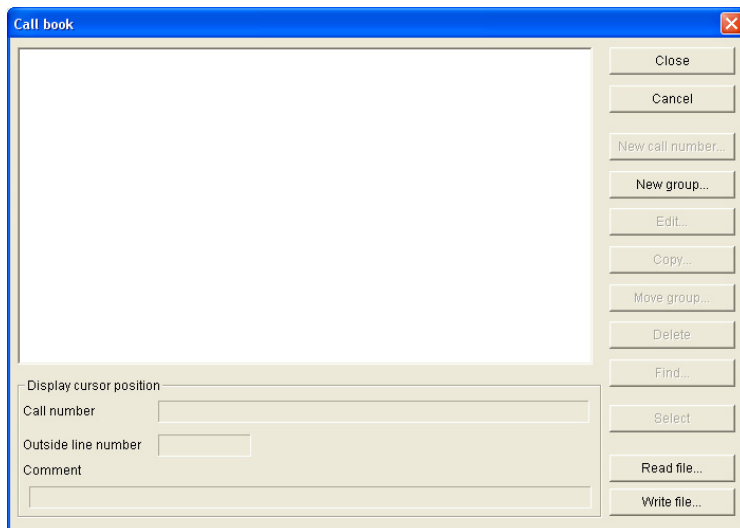 Call book
Close
Cancel
New call number...
New group...
Edit...
Copy...
Move group...
Delete
Find...
Select
Read file...
Write file...
Display cursor position
Call number
Outside line number
Comment